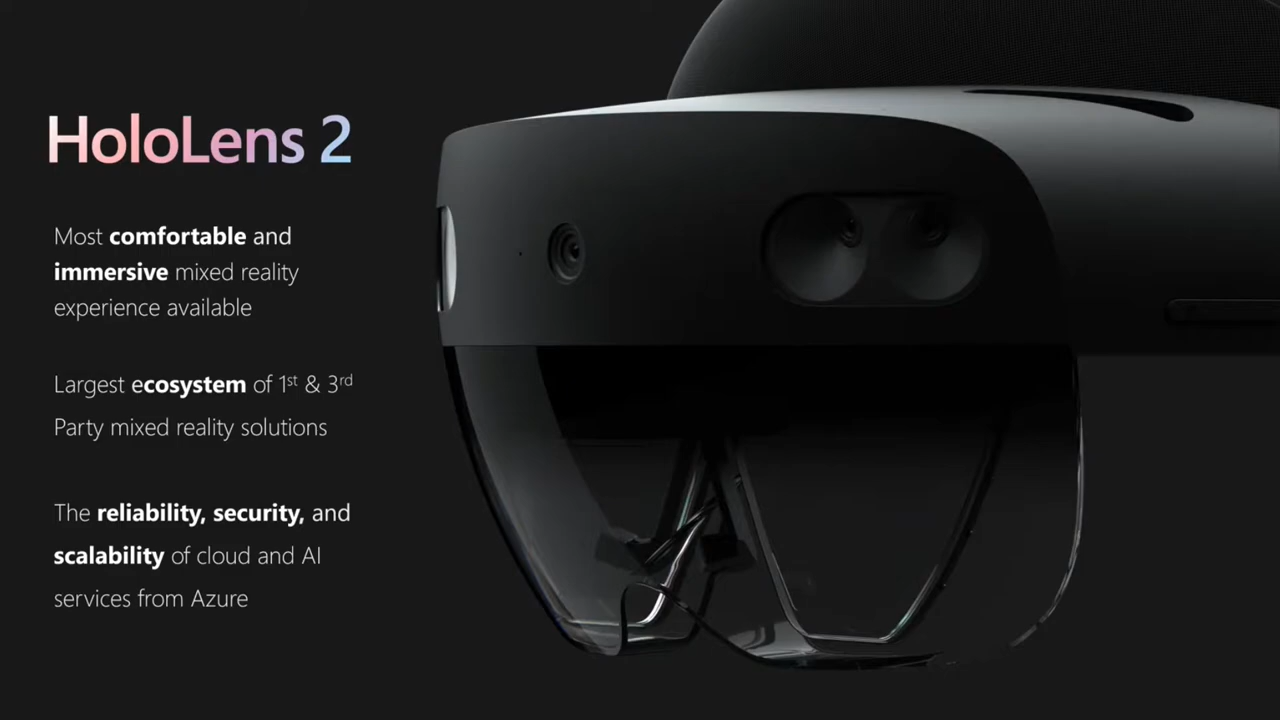 HoloLens 2
Most comfortable and
immersive mixed reality
experience available
Largest ecosystem of 1st & 3rd
Party mixed reality solutions
The reliability, security, and
scalability of cloud and AI
services from Azure